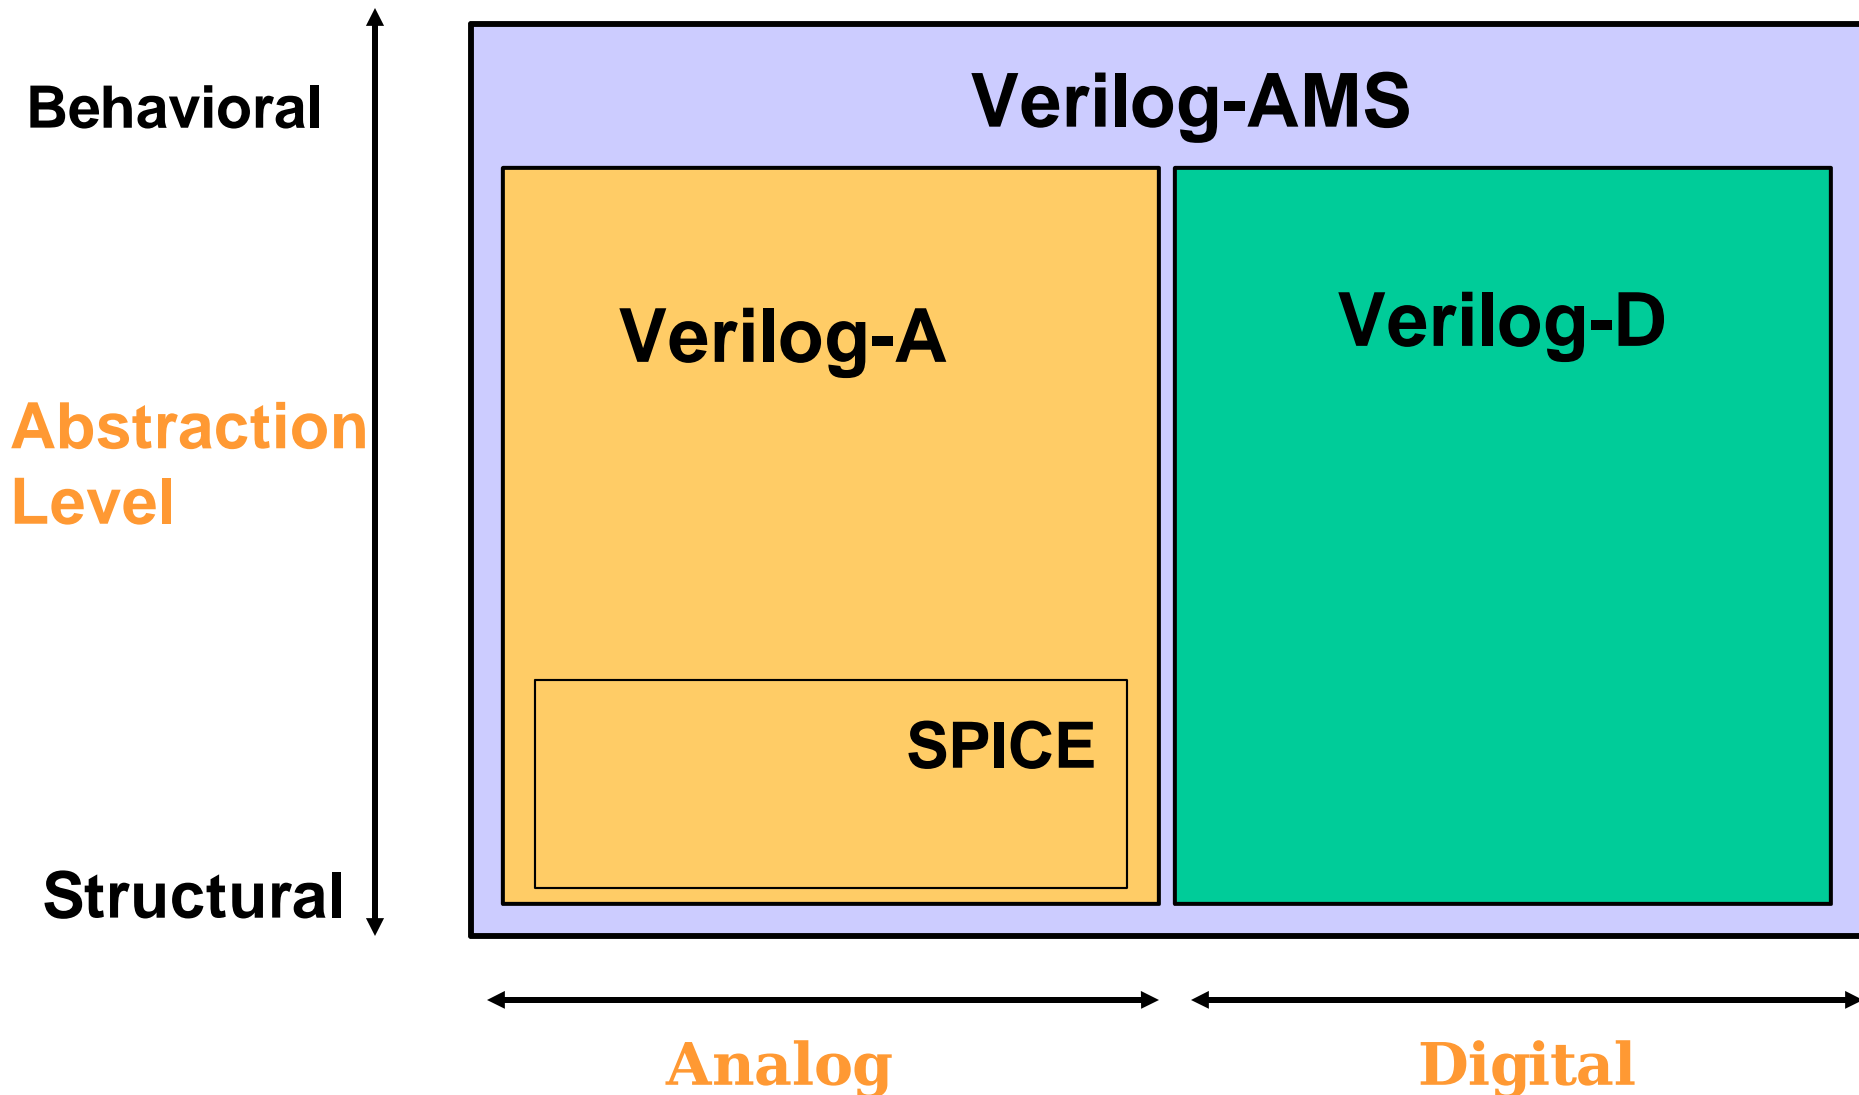 Behavioral
Verilog-AMS
Verilog-A
Verilog-D
Abstraction
Level
SPICE
Structural
Analog
Digital